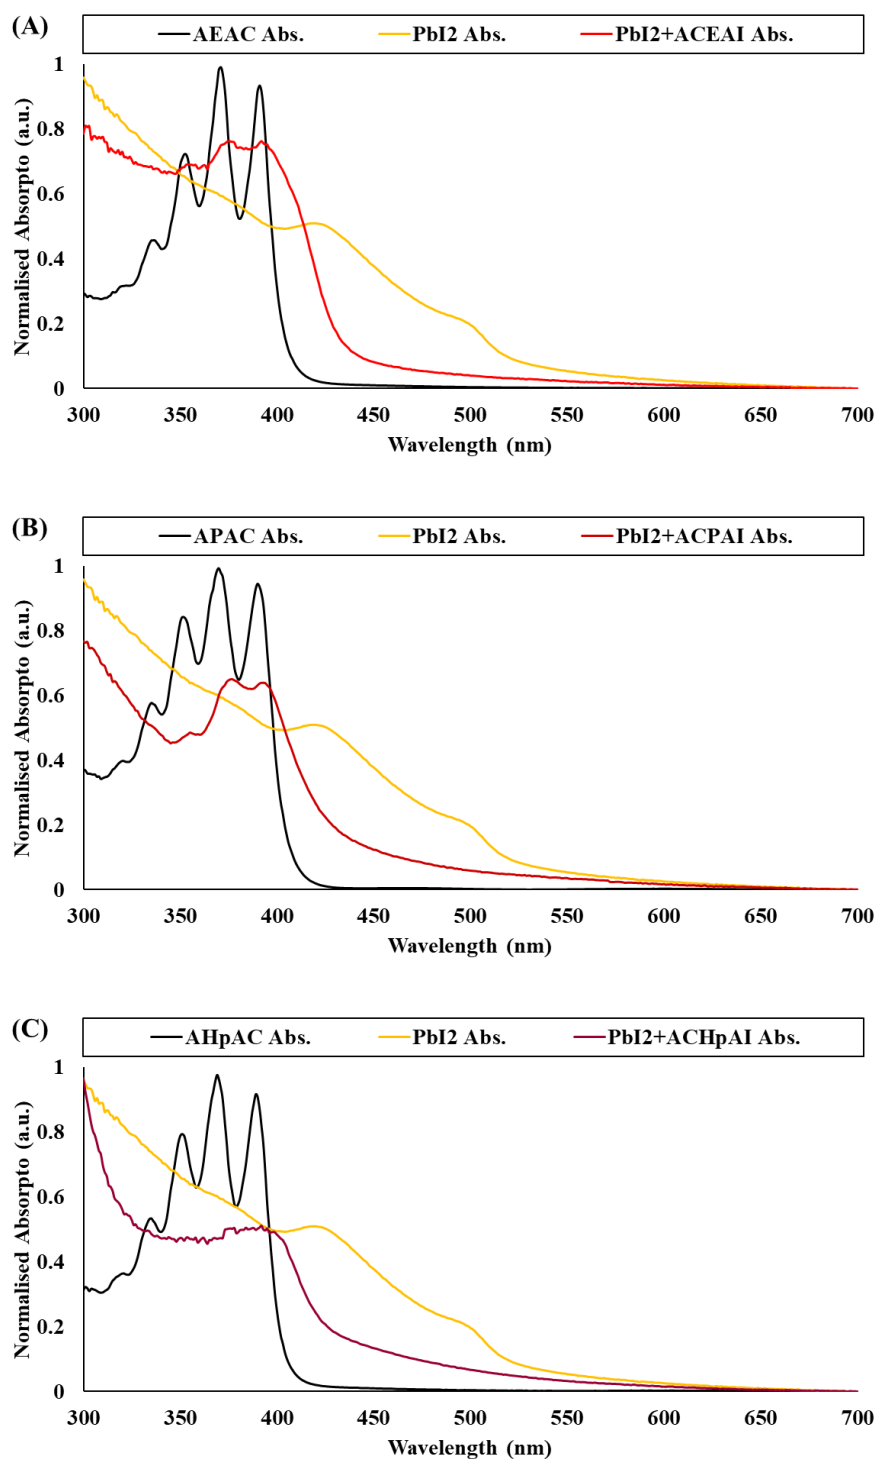 (A)
AEAC Abs. PbI2 Abs. PbI2+ACEAI Abs.
Normalised Absorpto (a.u.)
1
0.8
0.6
0.4
0.2
0
300 350 400 450 500 550 600 650 700
Wavelength (nm)
(B)
APAC Abs. PbI2 Abs. PbI2+ACPAI Abs.
Normalised Absorpto (a.u.)
1
0.8
0.6
0.4
0.2
0
300 350 400 450 500 550 600 650 700
Wavelength (nm)
(C)
AHpAC Abs. PbI2 Abs. PbI2+ACHpAI Abs.
Normalised Absorpto (a.u.)
1
0.8
0.6
0.4
0.2
0
300 350 400 450 500 550 600 650 700
Wavelength (nm)